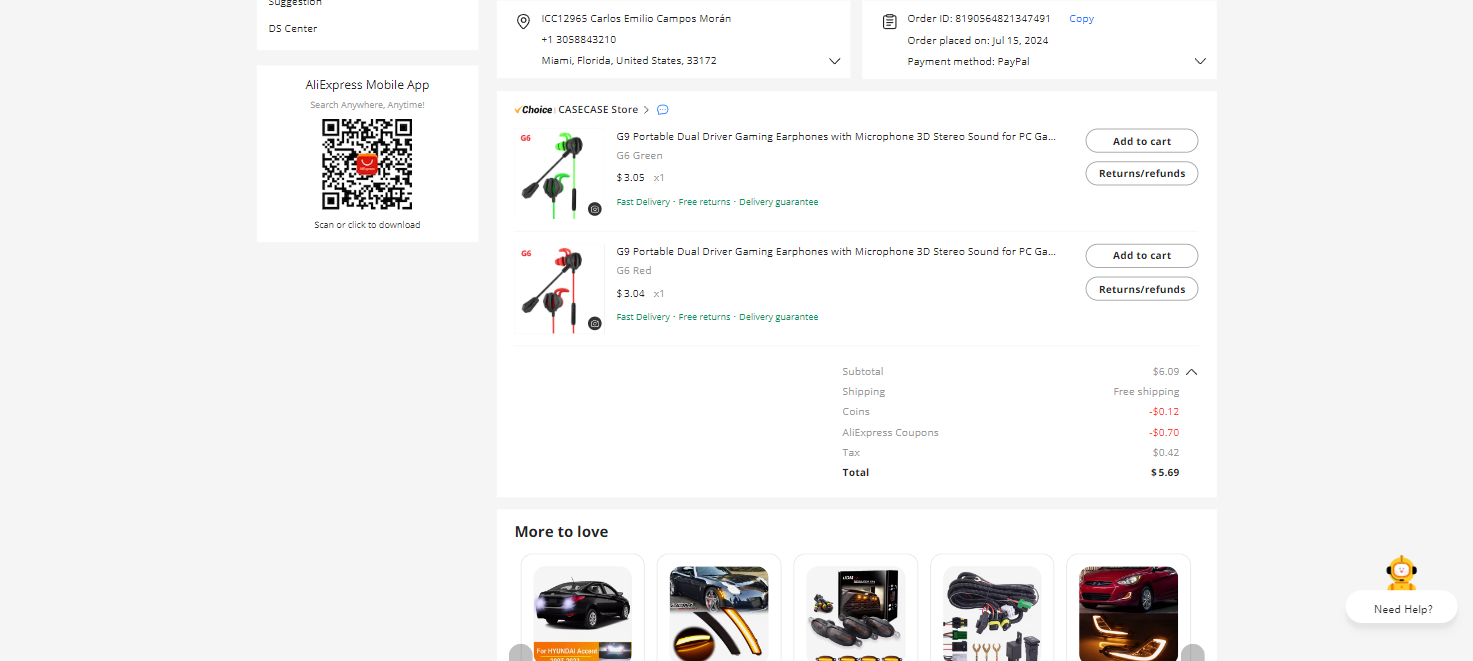 Suggestion
DS Center
AliExpress Mobile App
Search Anywhere, Anytime!
Scan or click to download
ICC12965 Carlos Emilio Campos Morán
+1 3058843210
Miami, Florida, United States, 33172
Order ID: 8190564821347491 Copy
Order placed on: Jul 15, 2024
Payment method: PayPal
Choice CASECASE Store
G6
G9 Portable Dual Driver Gaming Earphones with Microphone 3D Stereo Sound for PC Ga...
G6 Green
$3.05 x1
Fast Delivery · Free returns · Delivery guarantee
Add to cart
Returns/refunds
G6
G9 Portable Dual Driver Gaming Earphones with Microphone 3D Stereo Sound for PC Ga...
G6 Red
$3.04 x1
Fast Delivery · Free returns · Delivery guarantee
Add to cart
Returns/refunds
Subtotal $6.09
Shipping Free shipping
Coins -$0.12
AliExpress Coupons -$0.70
Tax $0.42
Total $5.69
More to love
For HYUNDAI Accent
Need Help?